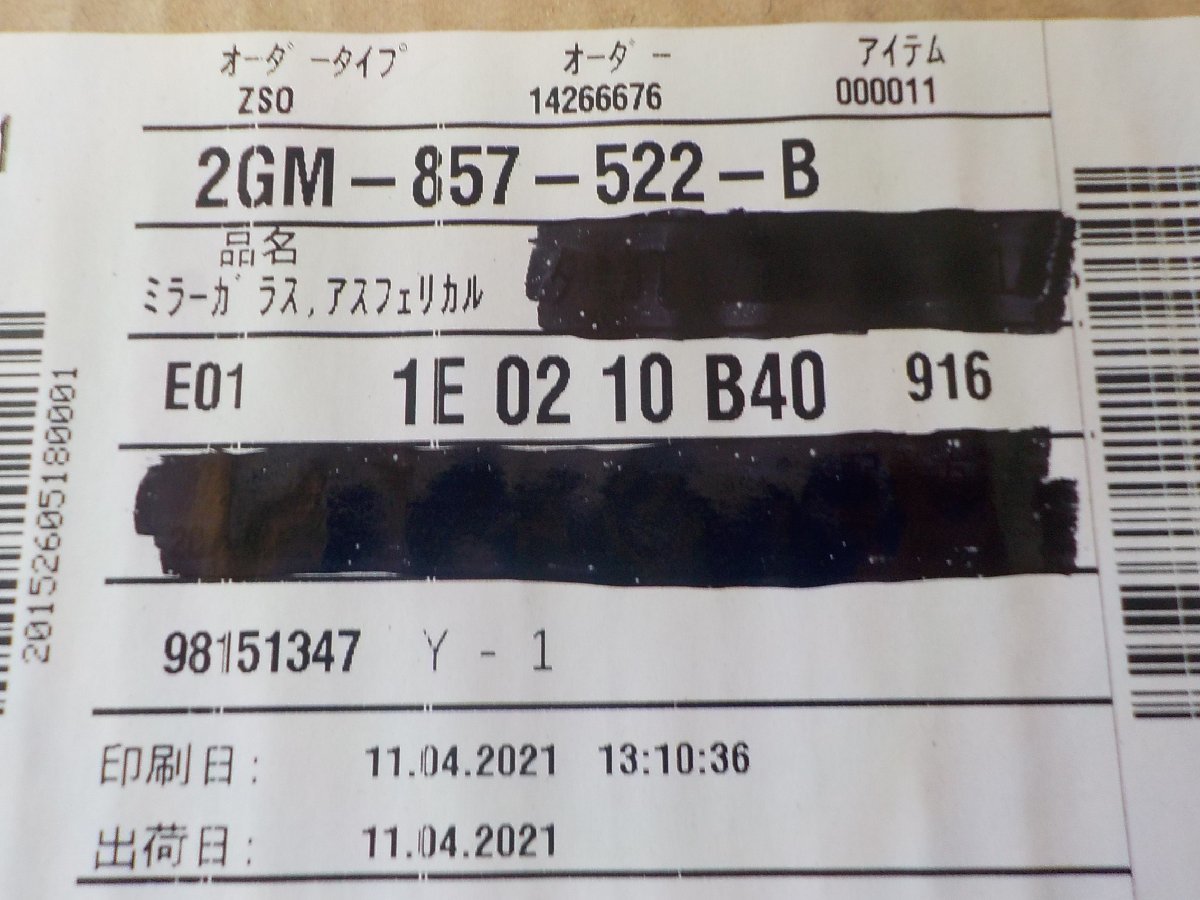 オーダータイプ オーダー アイテム
ZSO 14266676 000011
2GM-857-522-B
品名
ミラーガラス,アスフェリカル
E01 1E 02 10 B40 916
98151347 Y - 1
印刷日: 11.04.2021 13:10:36
出荷日: 11.04.2021
20152605180001